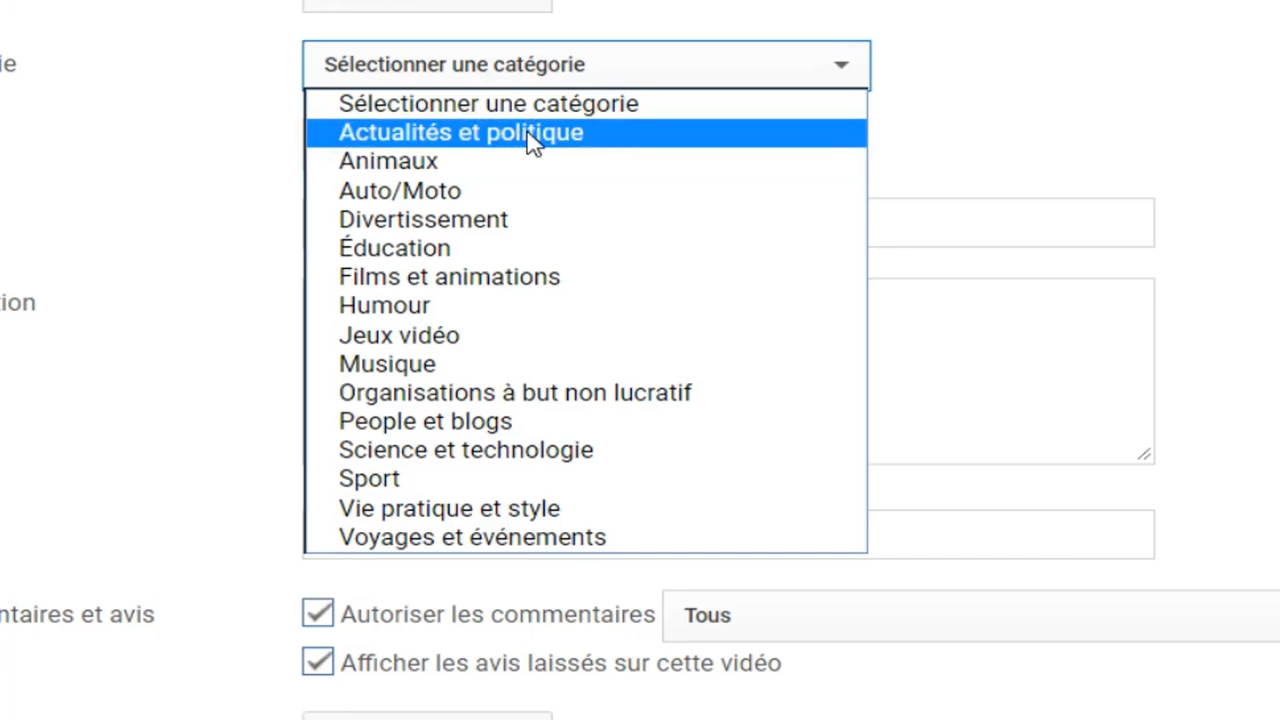 ie
Sélectionner une catégorie
Sélectionner une catégorie
Actualités et politique
Animaux
Auto/Moto
Divertissement
Éducation
Films et animations
tion
Humour
Jeux vidéo
Musique
Organisations à but non lucratif
People et blogs
Science et technologie
Sport
Vie pratique et style
Voyages et événements
ntaires et avis
Autoriser les commentaires
Tous
Afficher les avis laissés sur cette vidéo